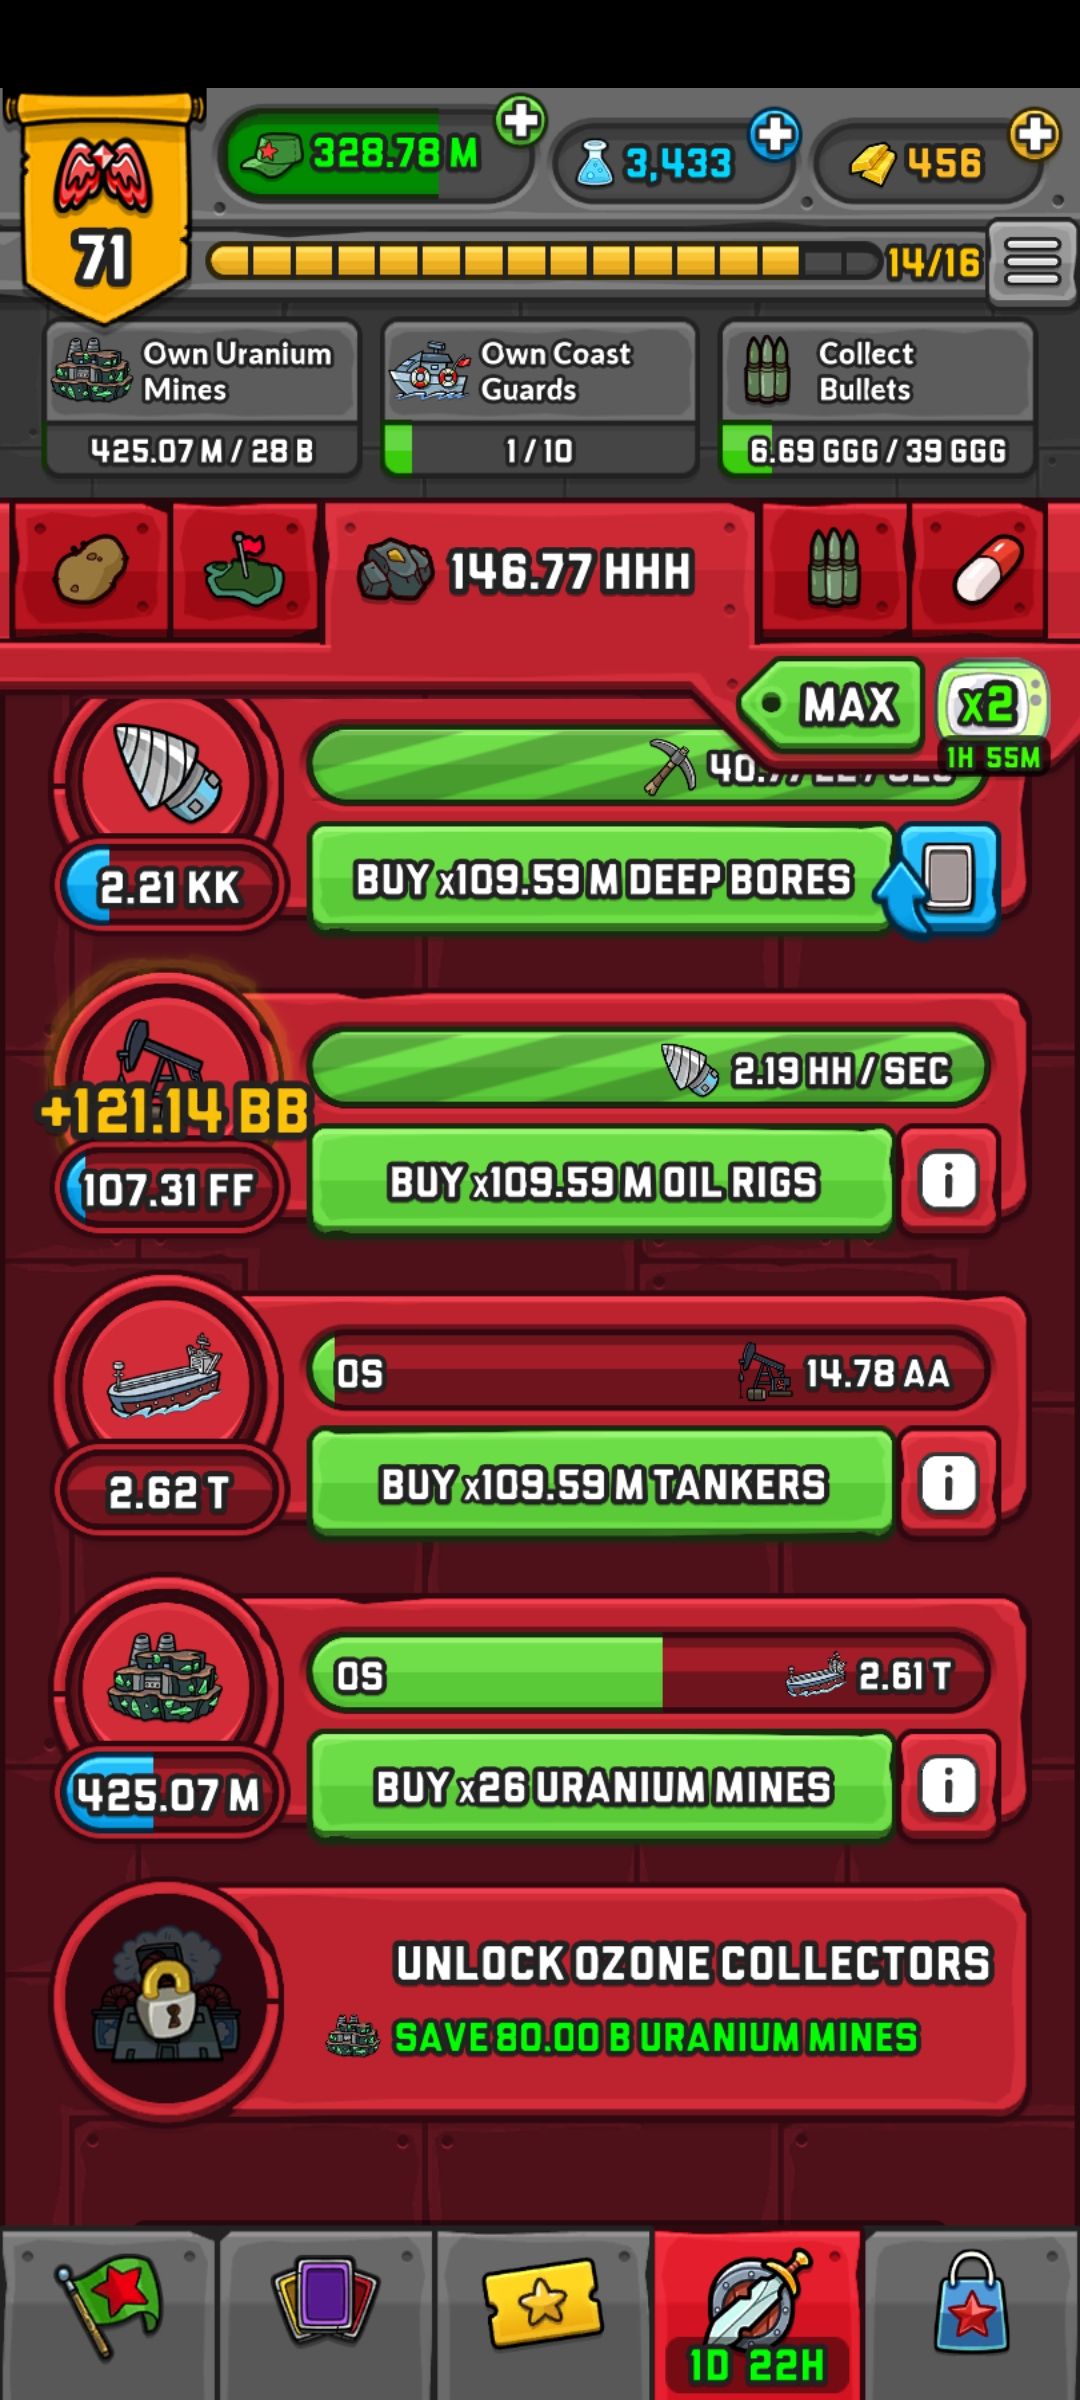 328.78 M
3,433
456
71
14/16
Own Uranium
Mines
425.07 M / 28 B
Own Coast
Guards
1 / 10
Collect
Bullets
6.69 GGG / 39 GGG
146.77 HHH
MAX
x2
1H 55M
2.21 KK
BUY x109.59 M DEEP BORES
+121.14 BB
2.19 HH / SEC
107.31 FF
BUY x109.59 M OIL RIGS
i
0S
14.78 AA
2.62 T
BUY x109.59 M TANKERS
i
0S
2.61 T
425.07 M
BUY x26 URANIUM MINES
i
UNLOCK OZONE COLLECTORS
SAVE 80.00 B URANIUM MINES
1D 22H